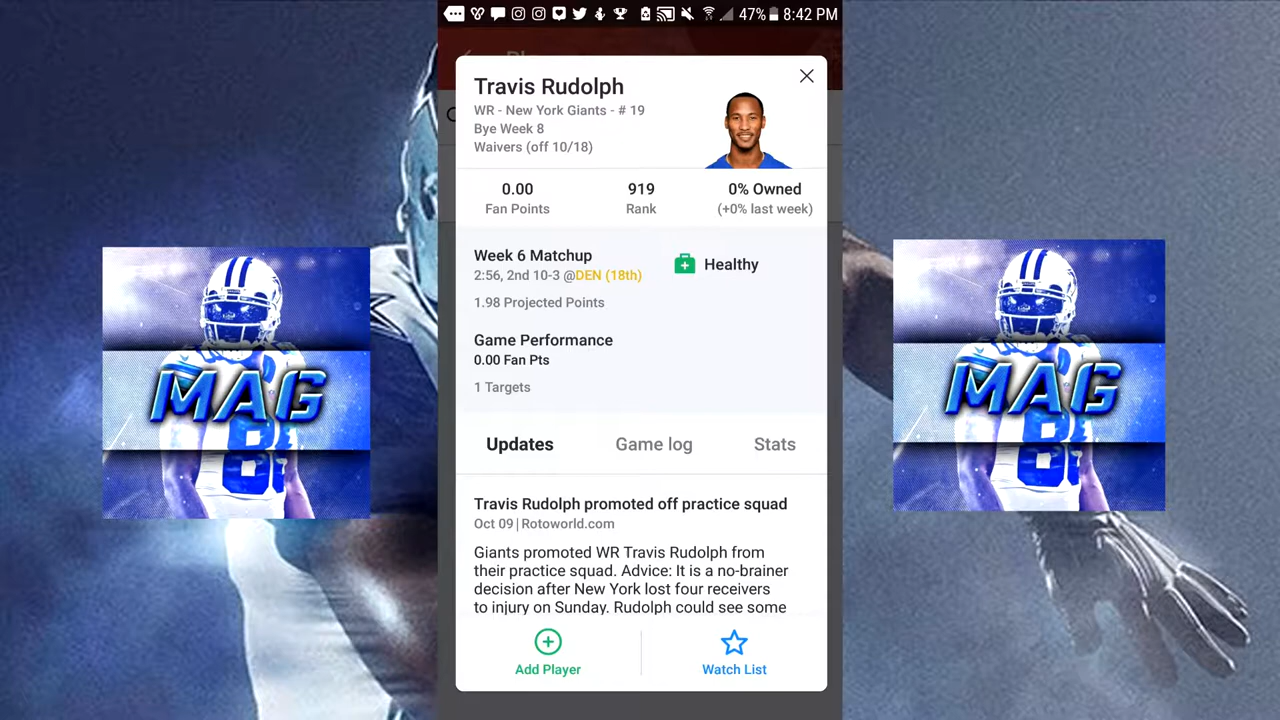 47% 8:42 PM
Travis Rudolph
WR - New York Giants - # 19
Bye Week 8
Waivers (off 10/18)
0.00 919 0% Owned
Fan Points Rank (+0% last week)
Week 6 Matchup
2:56, 2nd 10-3 @DEN (18th)
Healthy
1.98 Projected Points
Game Performance
0.00 Fan Pts
1 Targets
Updates Game log Stats
Travis Rudolph promoted off practice squad
Oct 09 | Rotoworld.com
Giants promoted WR Travis Rudolph from
their practice squad. Advice: It is a no-brainer
decision after New York lost four receivers
to injury on Sunday. Rudolph could see some
Add Player Watch List
MAG
MAG